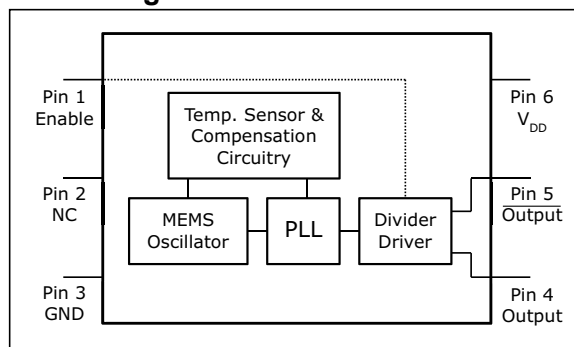 Pin 1
Enable
Temp. Sensor &
Compensation
Circuitry
Pin 6
VDD
Pin 2
NC
MEMS
Oscillator
PLL
Divider
Driver
Pin 5
Output
Pin 3
GND
Pin 4
Output